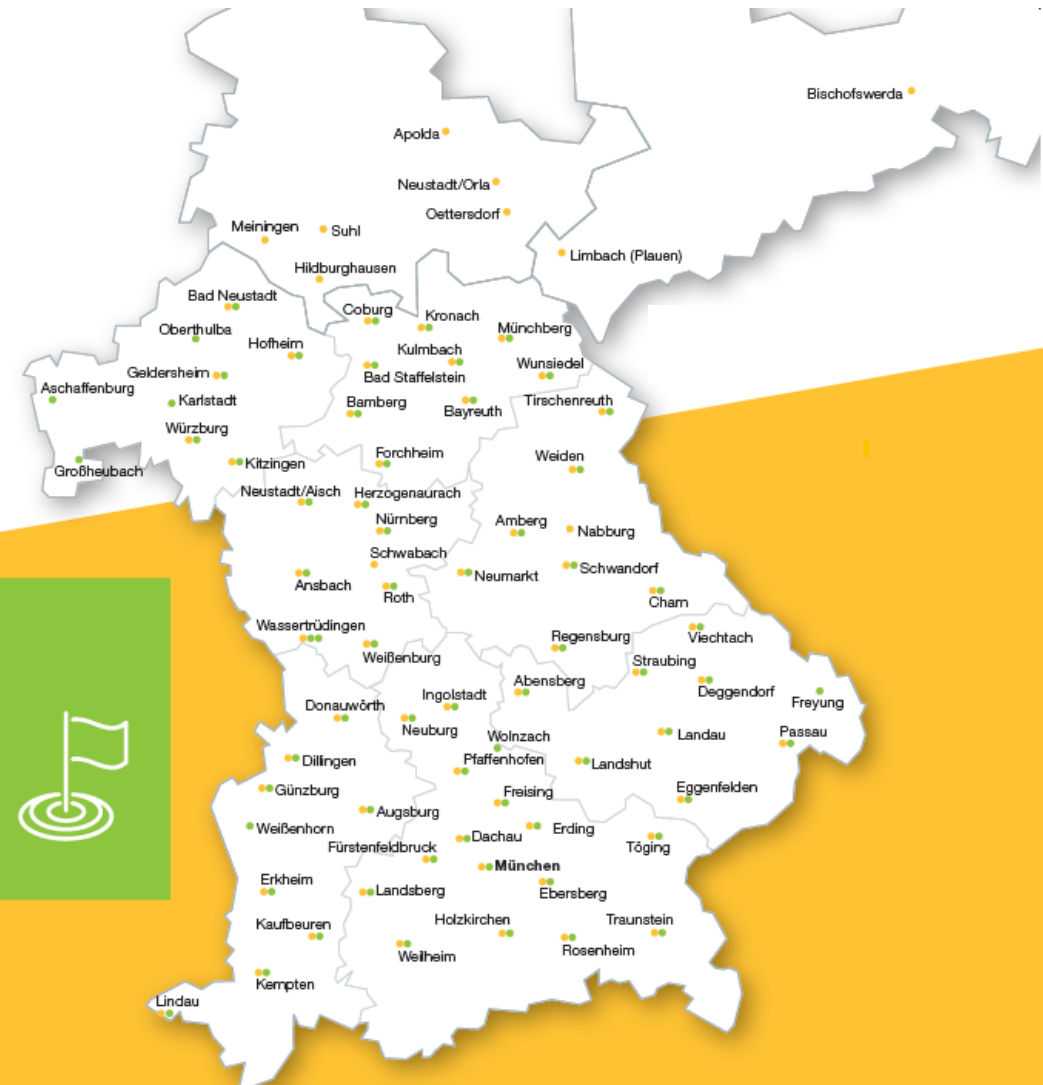 Bischofswerda
Apolda
Neustadt/Orla
Oettersdorf
Meiningen
Suhl
Limbach (Plauen)
Hildburghausen
Bad Neustadt
Coburg
Kronach
Oberthulba
Münchberg
Hofheim
Kulmbach
Wunsiedel
Geldersheim
Bad Staffelstein
Aschaffenburg
Karlstadt
Bamberg
Bayreuth
Tirschenreuth
Würzburg
Großheubach
Kitzingen
Forchheim
Weiden
Neustadt/Aisch
Herzogenaurach
Nürnberg
Amberg
Nabburg
Schwabach
Ansbach
Neumarkt
Schwandorf
Roth
Cham
Wassertrüdingen
Regensburg
Viechtach
Weißenburg
Straubing
Abensberg
Deggendorf
Ingolstadt
Donauwörth
Freyung
Neuburg
Wolnzach
Landau
Passau
Dillingen
Pfaffenhofen
Landshut
Günzburg
Freising
Eggenfelden
Augsburg
Weißenhorn
Dachau
Erding
Fürstenfeldbruck
Töging
München
Erkheim
Landsberg
Ebersberg
Kaufbeuren
Holzkirchen
Traunstein
Weilheim
Rosenheim
Kempten
Lindau